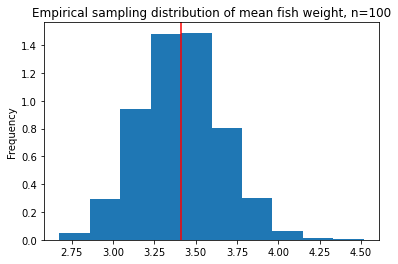 Empirical sampling distribution of mean fish weight, n=100
1.4
1.2
1.0
0.8
0.6
0.4
0.2
0.0
Frequency
2.75 3.00 3.25 3.50 3.75 4.00 4.25 4.50